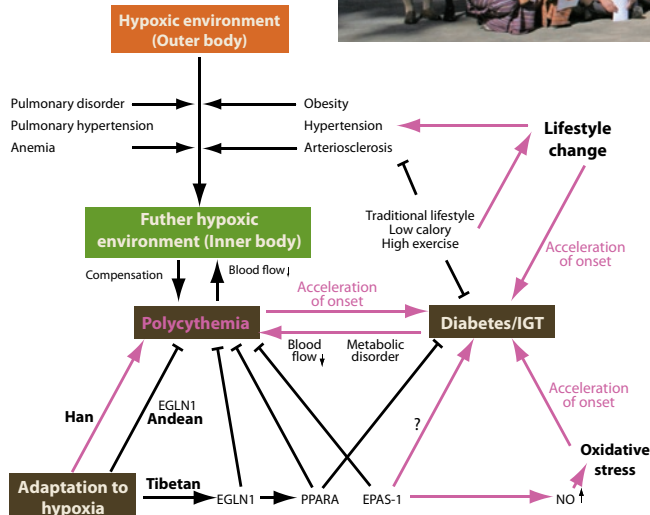 Hypoxic environment
(Outer body)
Pulmonary disorder
Pulmonary hypertension
Anemia
Obesity
Hypertension
Arteriosclerosis
Lifestyle
change
Futher hypoxic
environment (Inner body)
Traditional lifestyle
Low calory
High exercise
Acceleration
of onset
Compensation
Blood flow↓
Acceleration
of onset
Polycythemia
Diabetes/IGT
Blood
flow↓
Metabolic
disorder
Acceleration
of onset
?
EGLN1
Andean
Han
Oxidative
stress
Adaptation to
hypoxia
Tibetan
EGLN1
PPARA
EPAS-1
NO↑